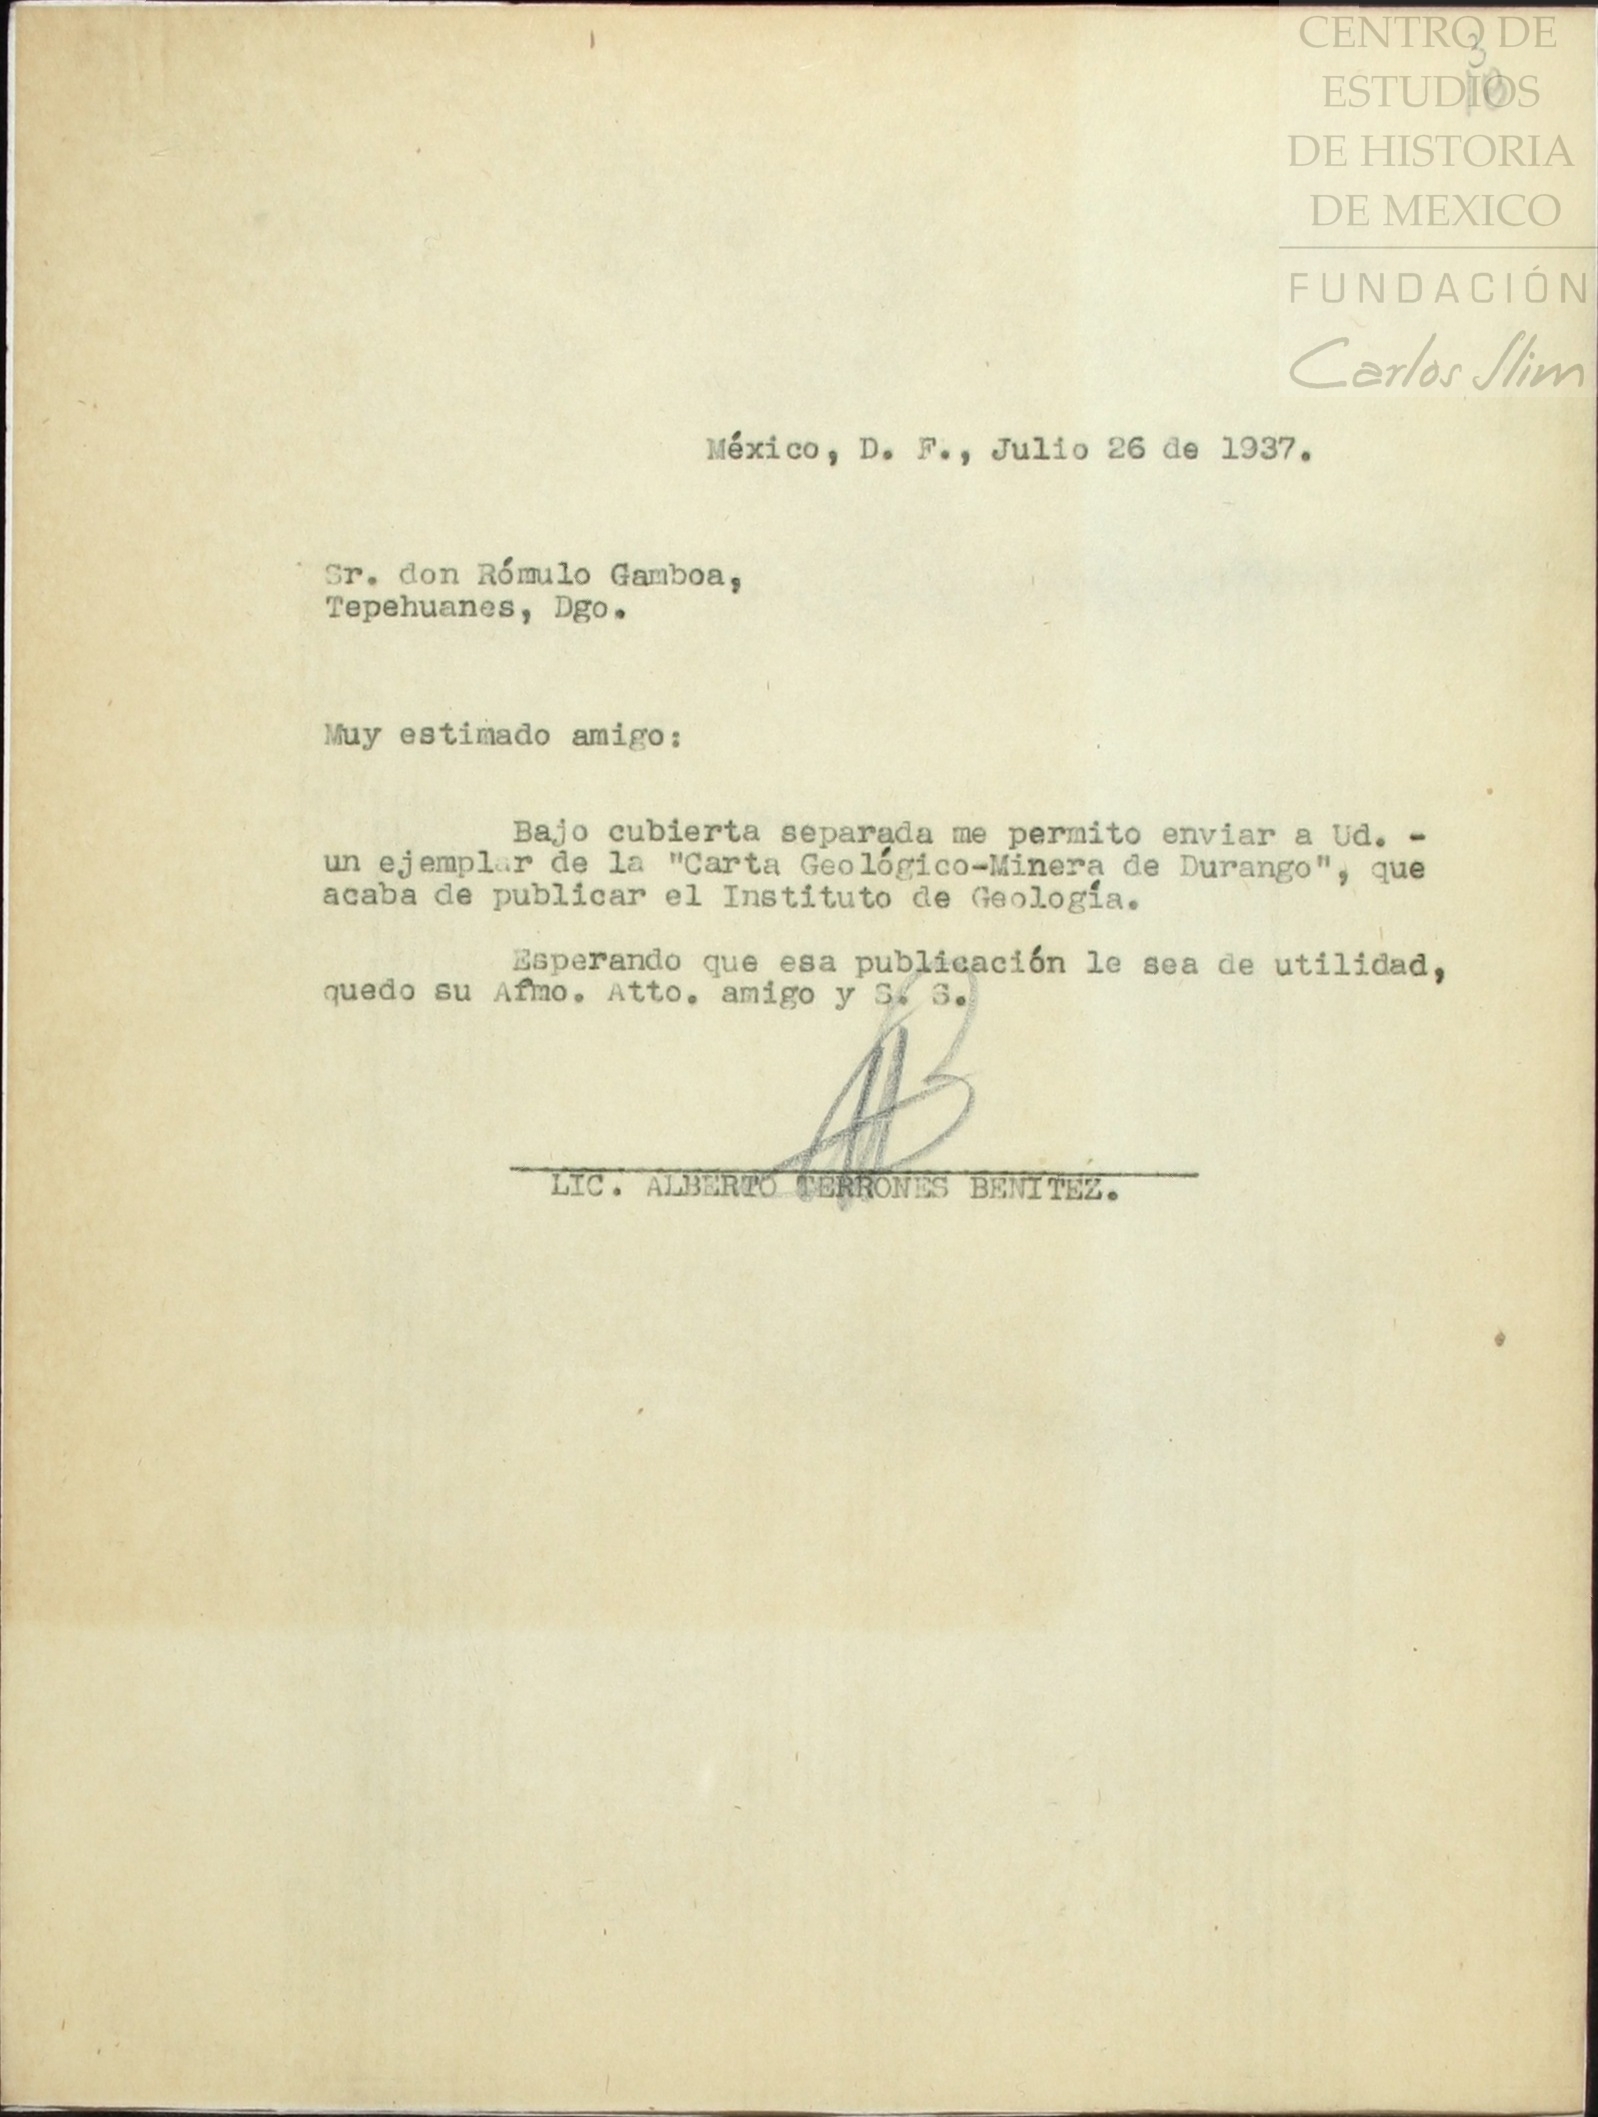 CENTRO DE
ESTUDIOS
DE HISTORIA
DE MEXICO
FUNDACIÓN
Carlos Slim
3
México, D. F., Julio 26 de 1937.
Sr. don Rómulo Gamboa,
Tepehuanes, Dgo.
Muy estimado amigo:
Bajo cubierta separada me permito enviar a Ud. -
un ejemplar de la "Carta Geológico-Minera de Durango", que
acaba de publicar el Instituto de Geología.
Esperando que esa publicación le sea de utilidad,
quedo su Afmo. Atto. amigo y S. S.
LIC. ALBERTO TERRONES BENITEZ.